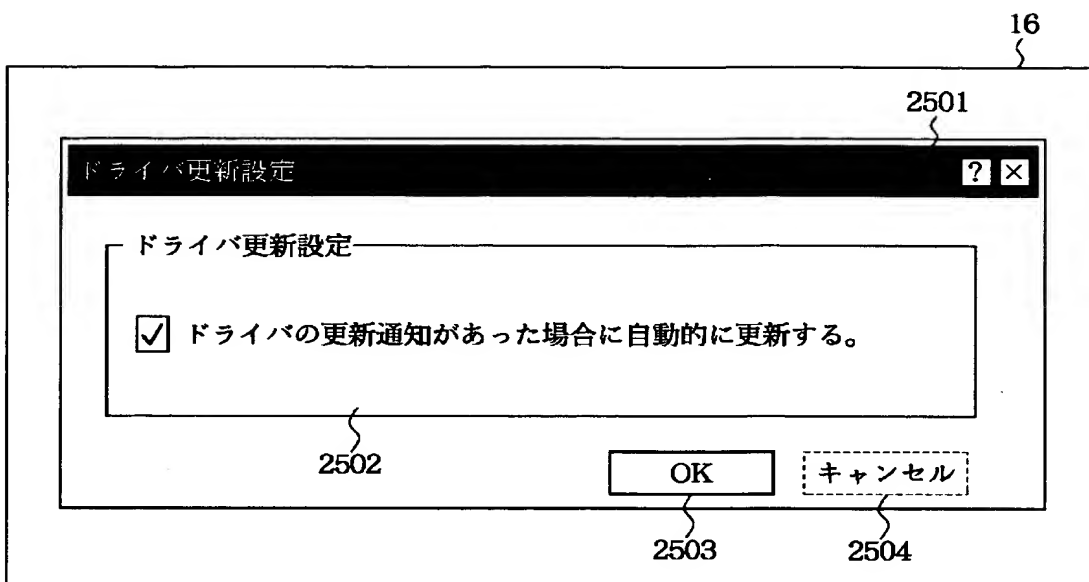 16
2501
ドライバ更新設定
? ×
ドライバ更新設定
ドライバの更新通知があった場合に自動的に更新する。
2502
OK
キャンセル
2503
2504